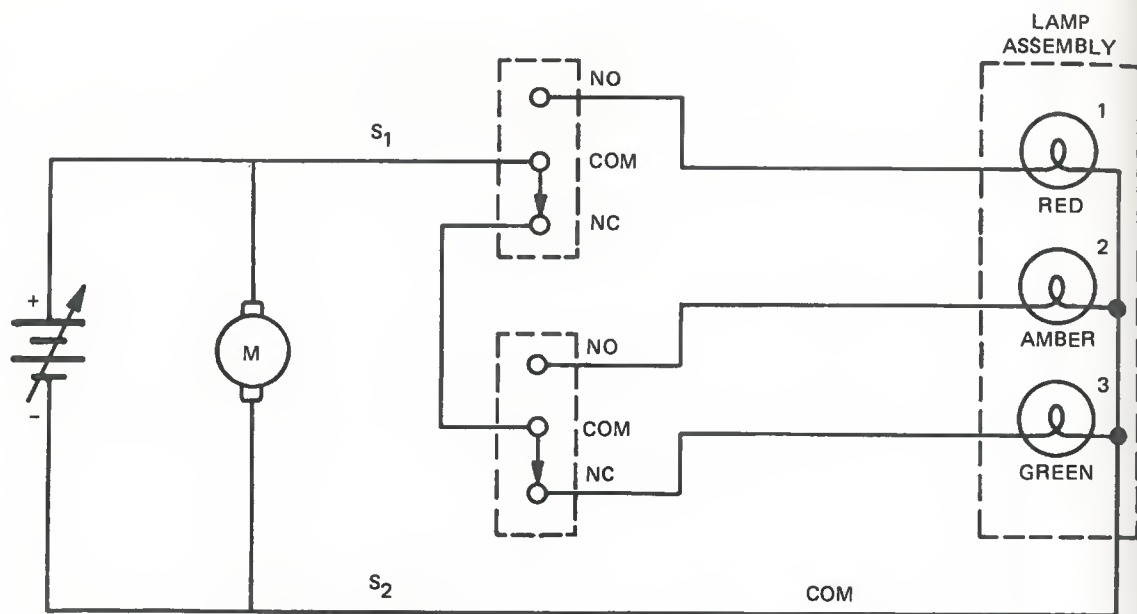 LAMP
ASSEMBLY
NO
1
S1
COM
RED
NC
2
+
NO
M
AMBER
3
COM
NC
GREEN
-
S2
COM